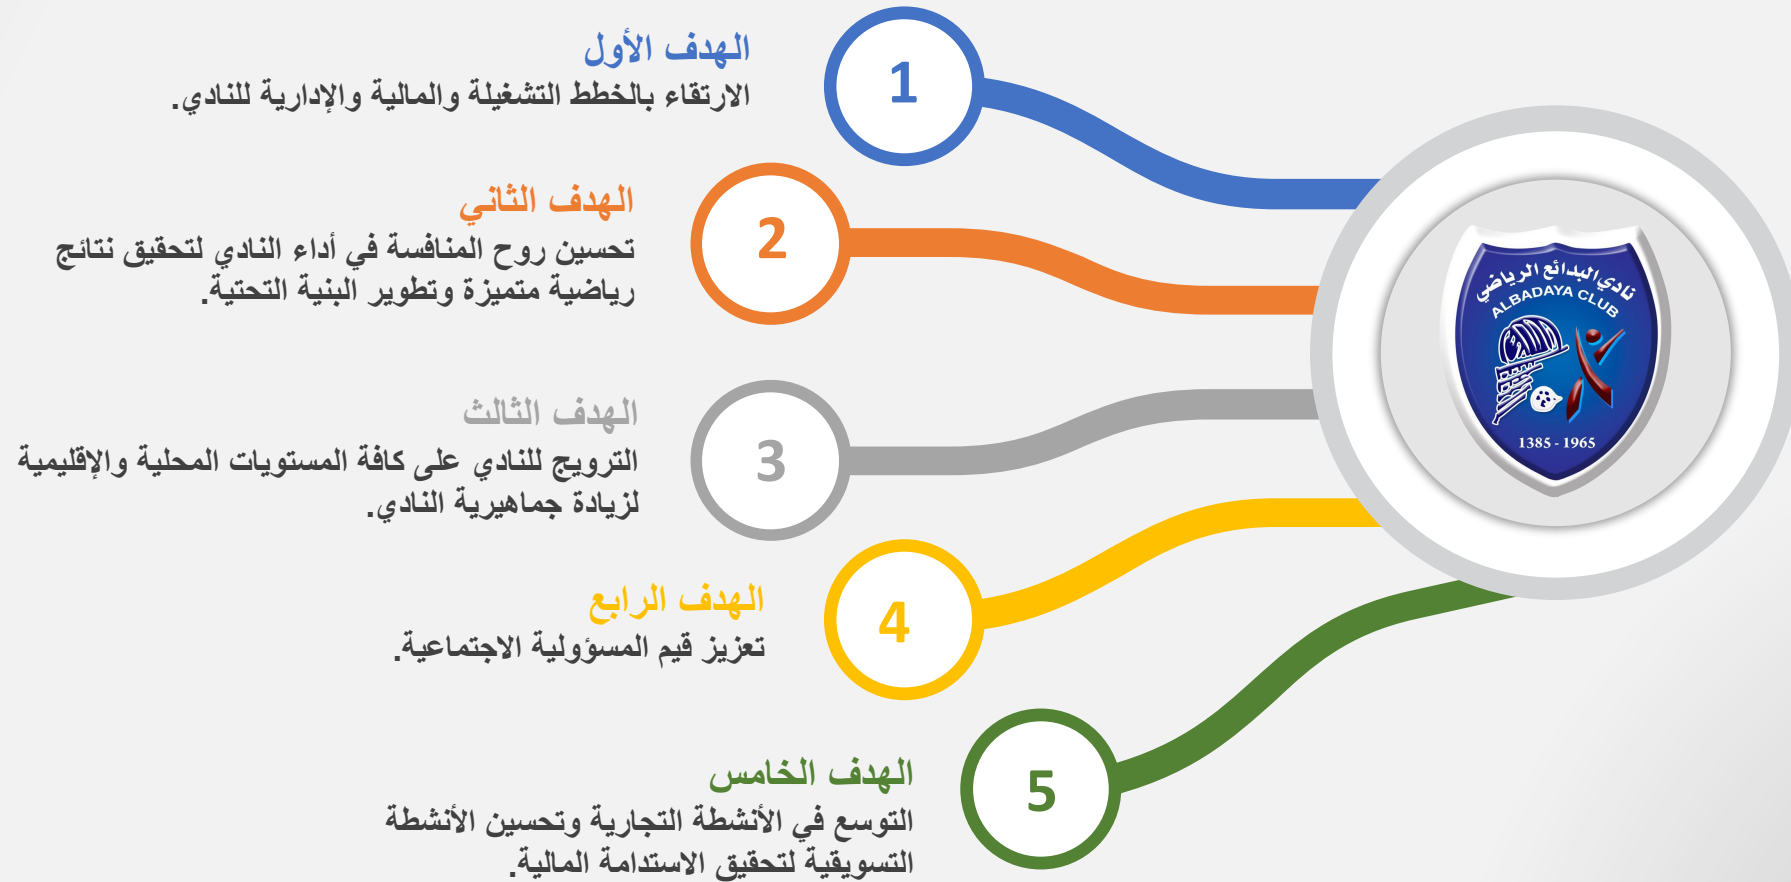 الهدف الأول
1
الارتقاء بالخطط التشغيلة والمالية والإدارية للنادي.
الهدف الثاني
2
تحسين روح المنافسة في أداء النادي لتحقيق نتائج
رياضية متميزة وتطوير البنية التحتية.
نادي البدائع الرياضي
ALBADAYA CLUB
1385 - 1965
الهدف الثالث
3
الترويج للنادي على كافة المستويات المحلية والإقليمية
لزيادة جماهيرية النادي.
الهدف الرابع
4
تعزيز قيم المسؤولية الاجتماعية.
الهدف الخامس
5
التوسع في الأنشطة التجارية وتحسين الأنشطة
التسويقية لتحقيق الاستدامة المالية.